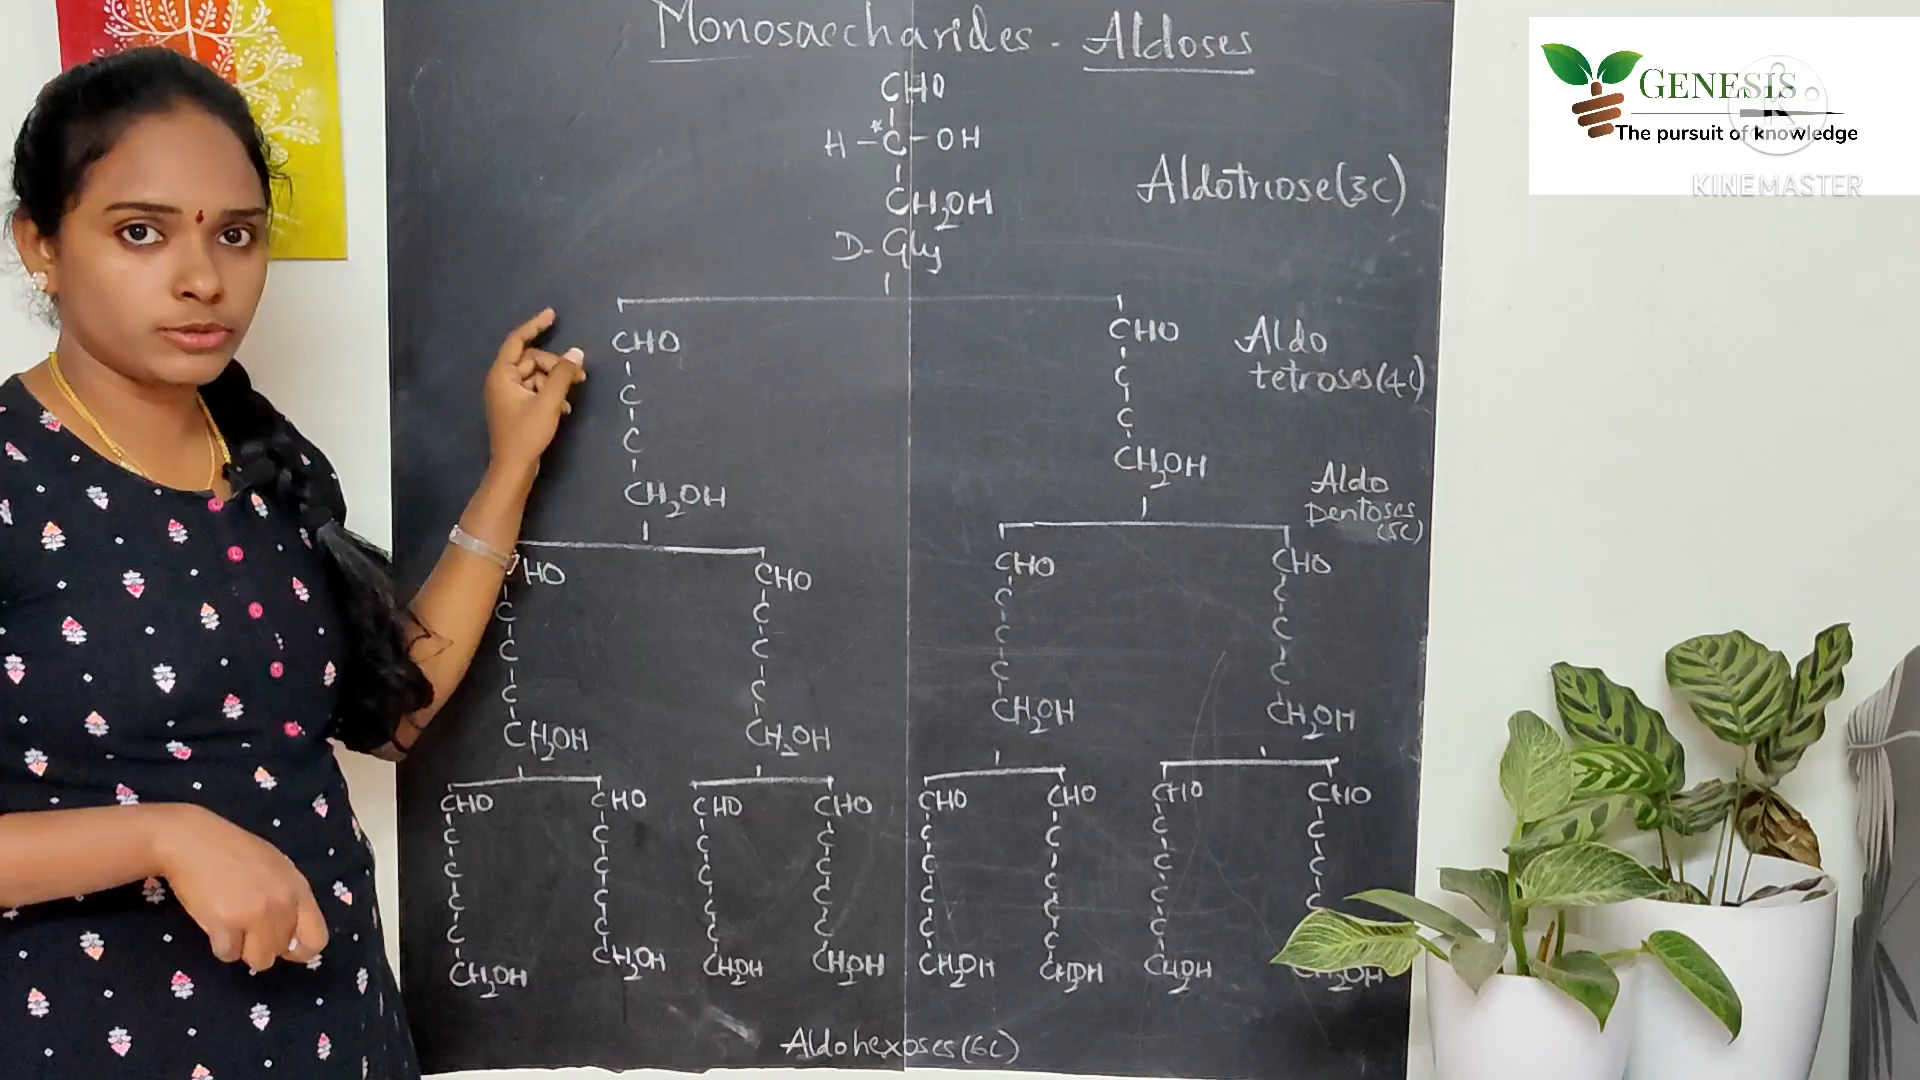 Monosaccharides - Aldoses
GENESIS
The pursuit of knowledge
KINEMASTER
CHO
H - *C - OH
CH2OH
D-Gly
Aldotriose(3C)
CHO
C
C
CH2OH
CHO
C
C
CH2OH
Aldo
tetroses(4C)
Aldo
pentoses
(5C)
HO
C
C
C
CH2OH
CHO
C
C
C
CH2OH
CHO
C
C
C
CH2OH
CHO
C
C
C
CH2OH
CHO
C
C
C
C
CH2OH
CHO
C
C
C
C
CH2OH
CHO
C
C
C
C
CH2OH
CHO
C
C
C
C
CH2OH
CHO
C
C
C
C
CH2OH
CHO
C
C
C
C
CH2OH
CHO
C
C
C
C
CH2OH
CHO
C
C
C
CH2OH
Aldohexoses(6C)